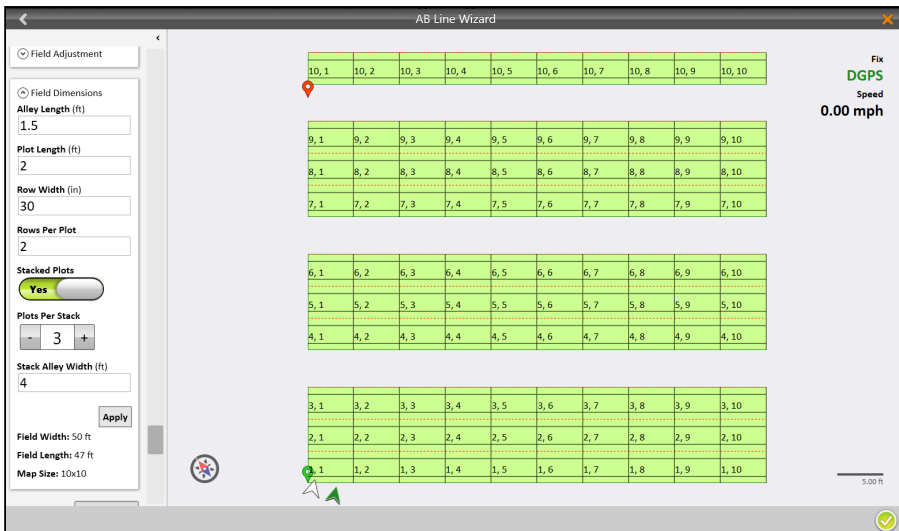 AB Line Wizard
Field Adjustment
Field Dimensions
Alley Length (ft)
1.5
Plot Length (ft)
2
Row Width (in)
30
Rows Per Plot
2
Stacked Plots
Yes
Plots Per Stack
- 3 +
Stack Alley Width (ft)
4
Apply
Field Width: 50 ft
Field Length: 47 ft
Map Size: 10x10
10, 1 10, 2 10, 3 10, 4 10, 5 10, 6 10, 7 10, 8 10, 9 10, 10
9, 1 9, 2 9, 3 9, 4 9, 5 9, 6 9, 7 9, 8 9, 9 9, 10
8, 1 8, 2 8, 3 8, 4 8, 5 8, 6 8, 7 8, 8 8, 9 8, 10
7, 1 7, 2 7, 3 7, 4 7, 5 7, 6 7, 7 7, 8 7, 9 7, 10
6, 1 6, 2 6, 3 6, 4 6, 5 6, 6 6, 7 6, 8 6, 9 6, 10
5, 1 5, 2 5, 3 5, 4 5, 5 5, 6 5, 7 5, 8 5, 9 5, 10
4, 1 4, 2 4, 3 4, 4 4, 5 4, 6 4, 7 4, 8 4, 9 4, 10
3, 1 3, 2 3, 3 3, 4 3, 5 3, 6 3, 7 3, 8 3, 9 3, 10
2, 1 2, 2 2, 3 2, 4 2, 5 2, 6 2, 7 2, 8 2, 9 2, 10
1, 1 1, 2 1, 3 1, 4 1, 5 1, 6 1, 7 1, 8 1, 9 1, 10
Fix
DGPS
Speed
0.00 mph
5.00 ft